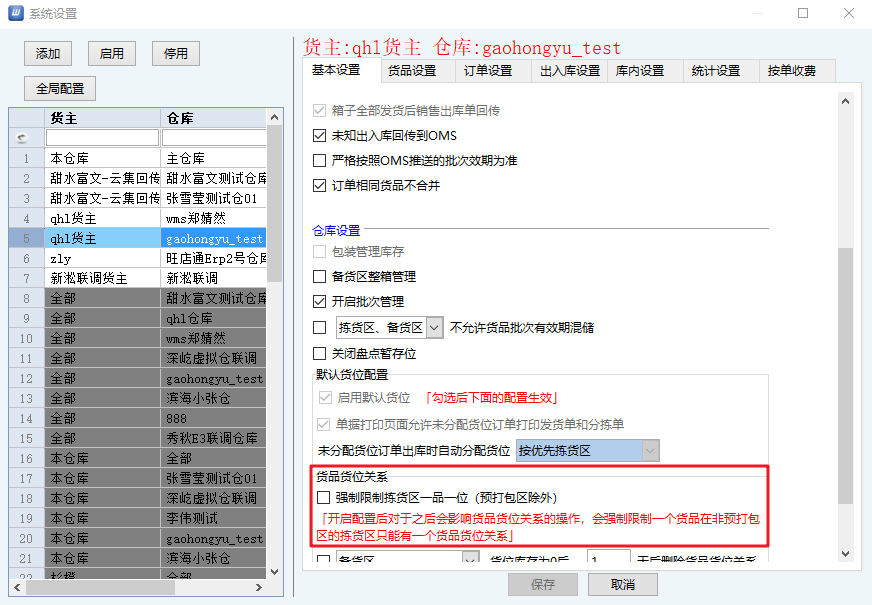 系统设置
添加 启用 停用
全局配置
货主 仓库
1 本仓库 主仓库
2 甜水富文-云集回传 甜水富文测试仓库
3 甜水富文-云集回传 张雪莹测试仓01
4 qhl货主 wms郑婧然
5 qhl货主 gaohongyu_test
6 zly 旺店通Erp2号仓库
7 新淞联调货主 新淞联调
8 全部 甜水富文测试仓库
9 全部 qhl仓库
10 全部 wms郑婧然
11 全部 深屹虚拟仓联调
12 全部 gaohongyu_test
13 全部 滨海小张仓
14 全部 888
15 全部 秀秋E3联调仓库
16 本仓库 全部
17 本仓库 张雪莹测试仓01
18 本仓库 深屹虚拟仓联调
19 本仓库 李伟测试
20 本仓库 gaohongyu_test
21 本仓库 滨海小张仓
22 全部
货主:qhl货主 仓库:gaohongyu_test
基本设置 货品设置 订单设置 出入库设置 库内设置 统计设置 按单收费
箱子全部发货后销售出库单回传
未知出入库回传到OMS
严格按照OMS推送的批次效期为准
订单相同货品不合并
仓库设置
包装管理库存
备货区整箱管理
开启批次管理
拣货区、备货区 不允许货品批次有效期混储
关闭盘点暂存位
默认货位配置
启用默认货位 「勾选后下面的配置生效」
单据打印页面允许未分配货位订单打印发货单和分拣单
未分配货位订单出库时自动分配货位 按优先拣货区
货品货位关系
强制限制拣货区一品一位（预打包区除外）
「开启配置后对于之后会影响货品货位关系的操作，会强制限制一个货品在非预打包
区的拣货区只能有一个货品货位关系」
备货区 货位库存为0后 1 天后删除货品货位关系
保存 取消